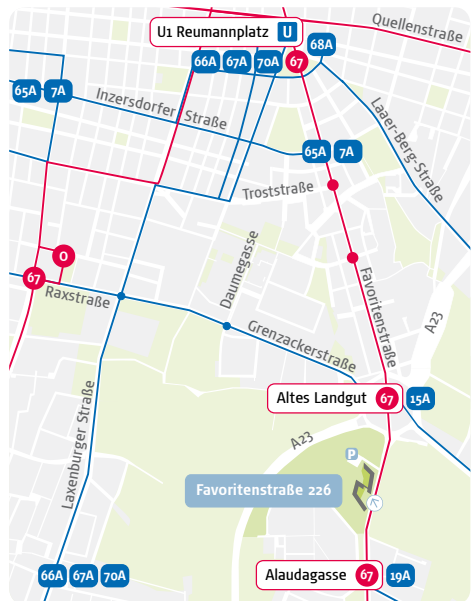 Quellenstraße
U1 Reumannplatz U
68A
66A 67A 70A 67
65A 7A
Inzersdorfer Straße
Laaer-Berg-Straße
65A 7A
Troststraße
Daumegasse
O
67
Raxstraße
Favoritenstraße
Grenzackerstraße
A23
Laxenburger Straße
Altes Landgut 67 15A
A23
P
Favoritenstraße 226
66A 67A 70A
Alaudagasse 67 19A